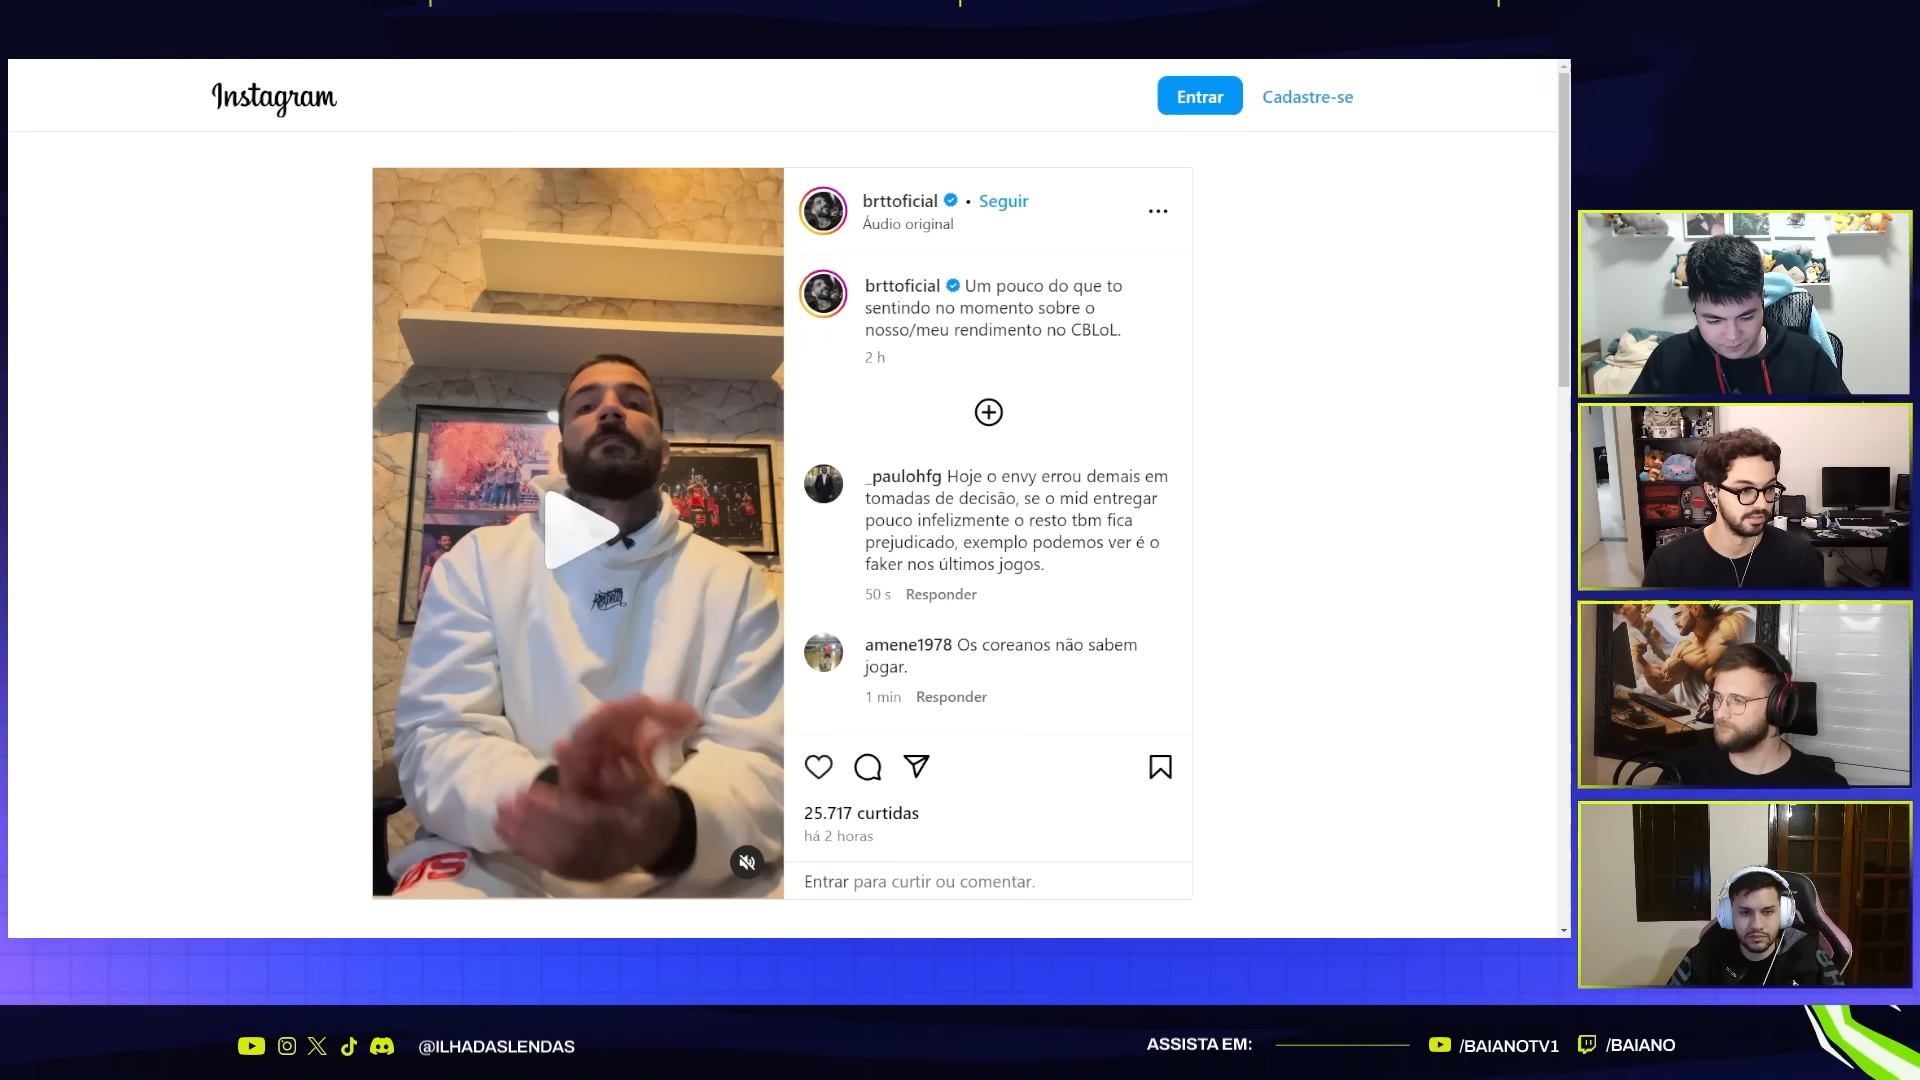 Instagram
Entrar
Cadastre-se
brttoficial • Seguir
Áudio original
brttoficial Um pouco do que to
sentindo no momento sobre o
nosso/meu rendimento no CBLoL.
2 h
_paulohfg Hoje o envy errou demais em
tomadas de decisão, se o mid entregar
pouco infelizmente o resto tbm fica
prejudicado, exemplo podemos ver é o
faker nos últimos jogos.
50 s Responder
amene1978 Os coreanos não sabem
jogar.
1 min Responder
25.717 curtidas
há 2 horas
Entrar para curtir ou comentar.
@ILHADASLENDAS
ASSISTA EM:
/BAIANOTV1
/BAIANO